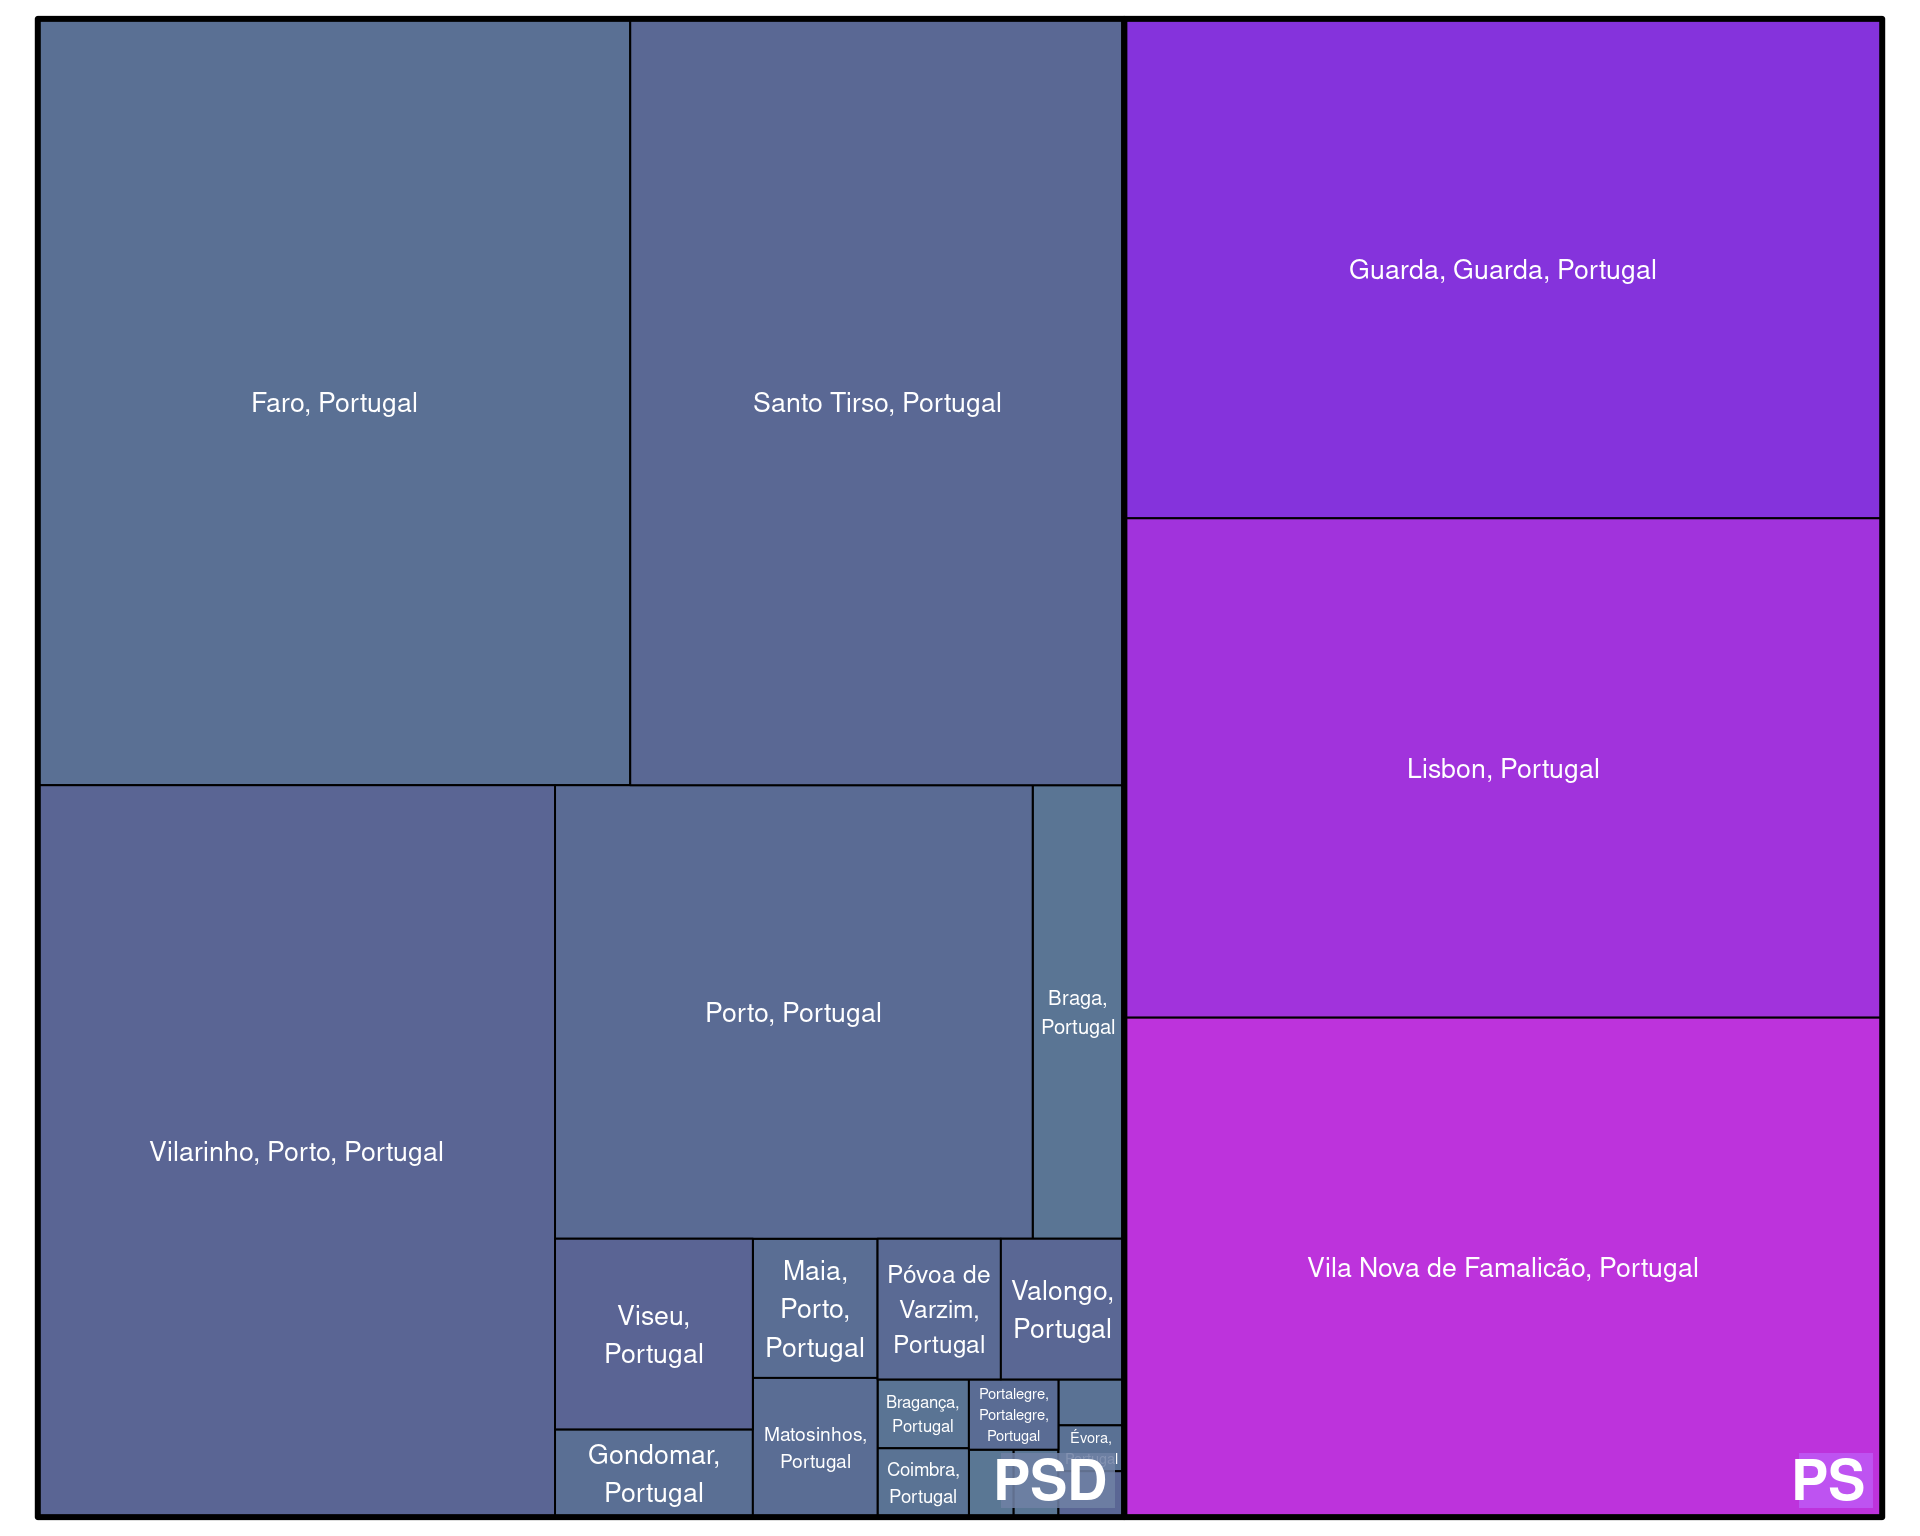 Faro, Portugal
Santo Tirso, Portugal
Guarda, Guarda, Portugal
Lisbon, Portugal
Vilarinho, Porto, Portugal
Porto, Portugal
Braga,
Portugal
Vila Nova de Famalicão, Portugal
Viseu,
Portugal
Maia,
Porto,
Portugal
Póvoa de
Varzim,
Portugal
Valongo,
Portugal
Gondomar,
Portugal
Matosinhos,
Portugal
Bragança,
Portugal
Portalegre,
Portalegre,
Portugal
Évora,
Portugal
Coimbra,
Portugal
PSD
PS